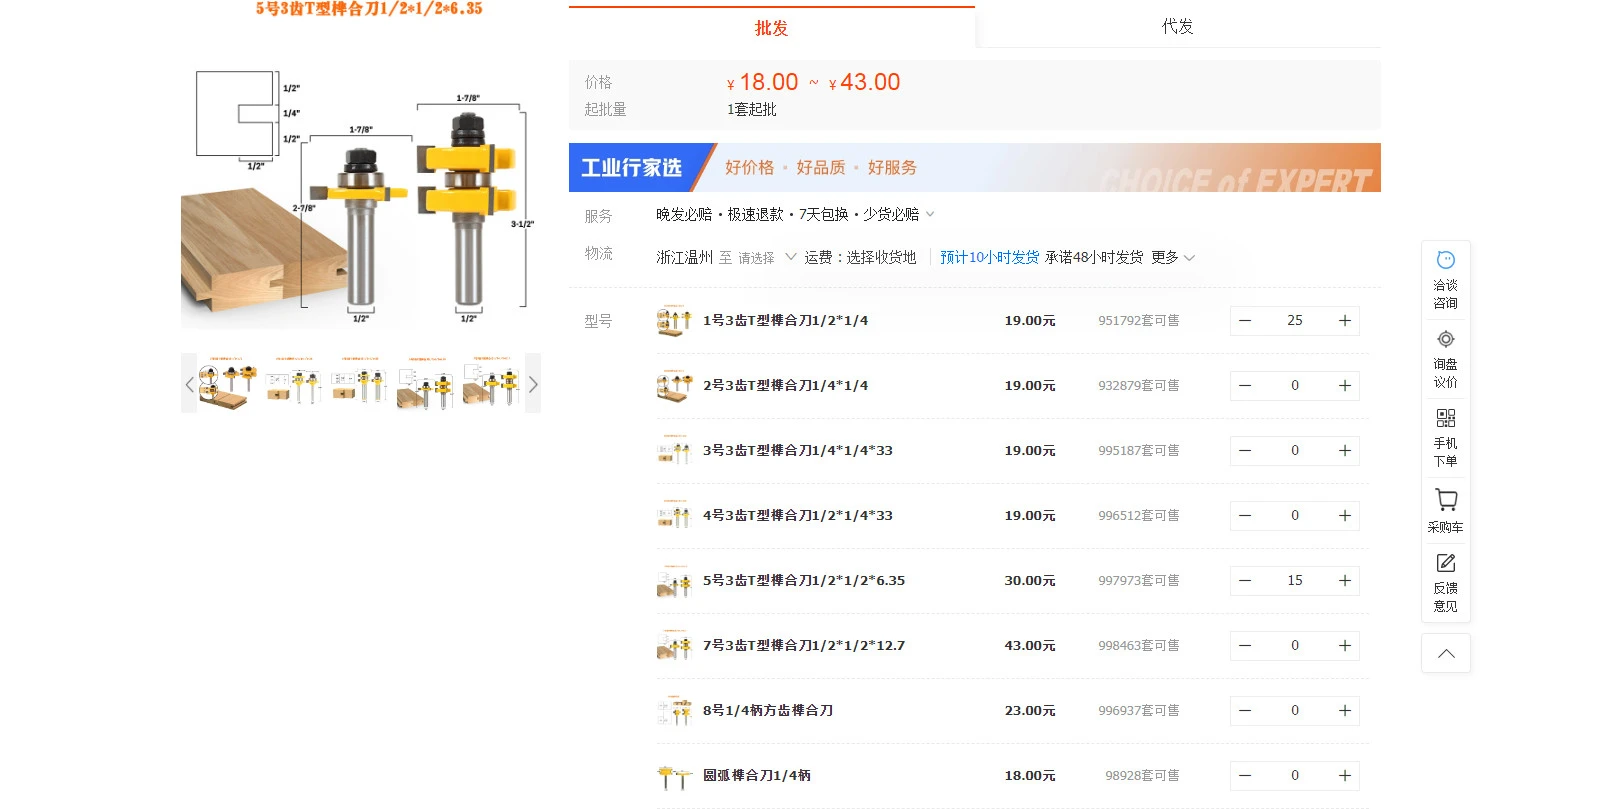 5号3齿T型榫合刀1/2*1/2*6.35
1/2"
1/4"
1/2"
1/2"
1-7/8"
1-7/8"
2-7/8"
3-1/2"
1/2"
1/2"
批发
代发
价格
¥ 18.00 ~ ¥ 43.00
起批量
1套起批
工业行家选
好价格 • 好品质 • 好服务
CHOICE of EXPERT
服务
晚发必赔 · 极速退款 · 7天包换 · 少货必赔
物流
浙江温州 至 请选择 运费：选择收货地 预计10小时发货 承诺48小时发货 更多
型号
1号3齿T型榫合刀1/2*1/4 19.00元 951792套可售 — 25 +
2号3齿T型榫合刀1/4*1/4 19.00元 932879套可售 — 0 +
3号3齿T型榫合刀1/4*1/4*33 19.00元 995187套可售 — 0 +
4号3齿T型榫合刀1/2*1/4*33 19.00元 996512套可售 — 0 +
5号3齿T型榫合刀1/2*1/2*6.35 30.00元 997973套可售 — 15 +
7号3齿T型榫合刀1/2*1/2*12.7 43.00元 998463套可售 — 0 +
8号1/4柄方齿榫合刀 23.00元 996937套可售 — 0 +
圆弧榫合刀1/4柄 18.00元 98928套可售 — 0 +
洽谈
咨询
询盘
议价
手机
下单
采购车
反馈
意见